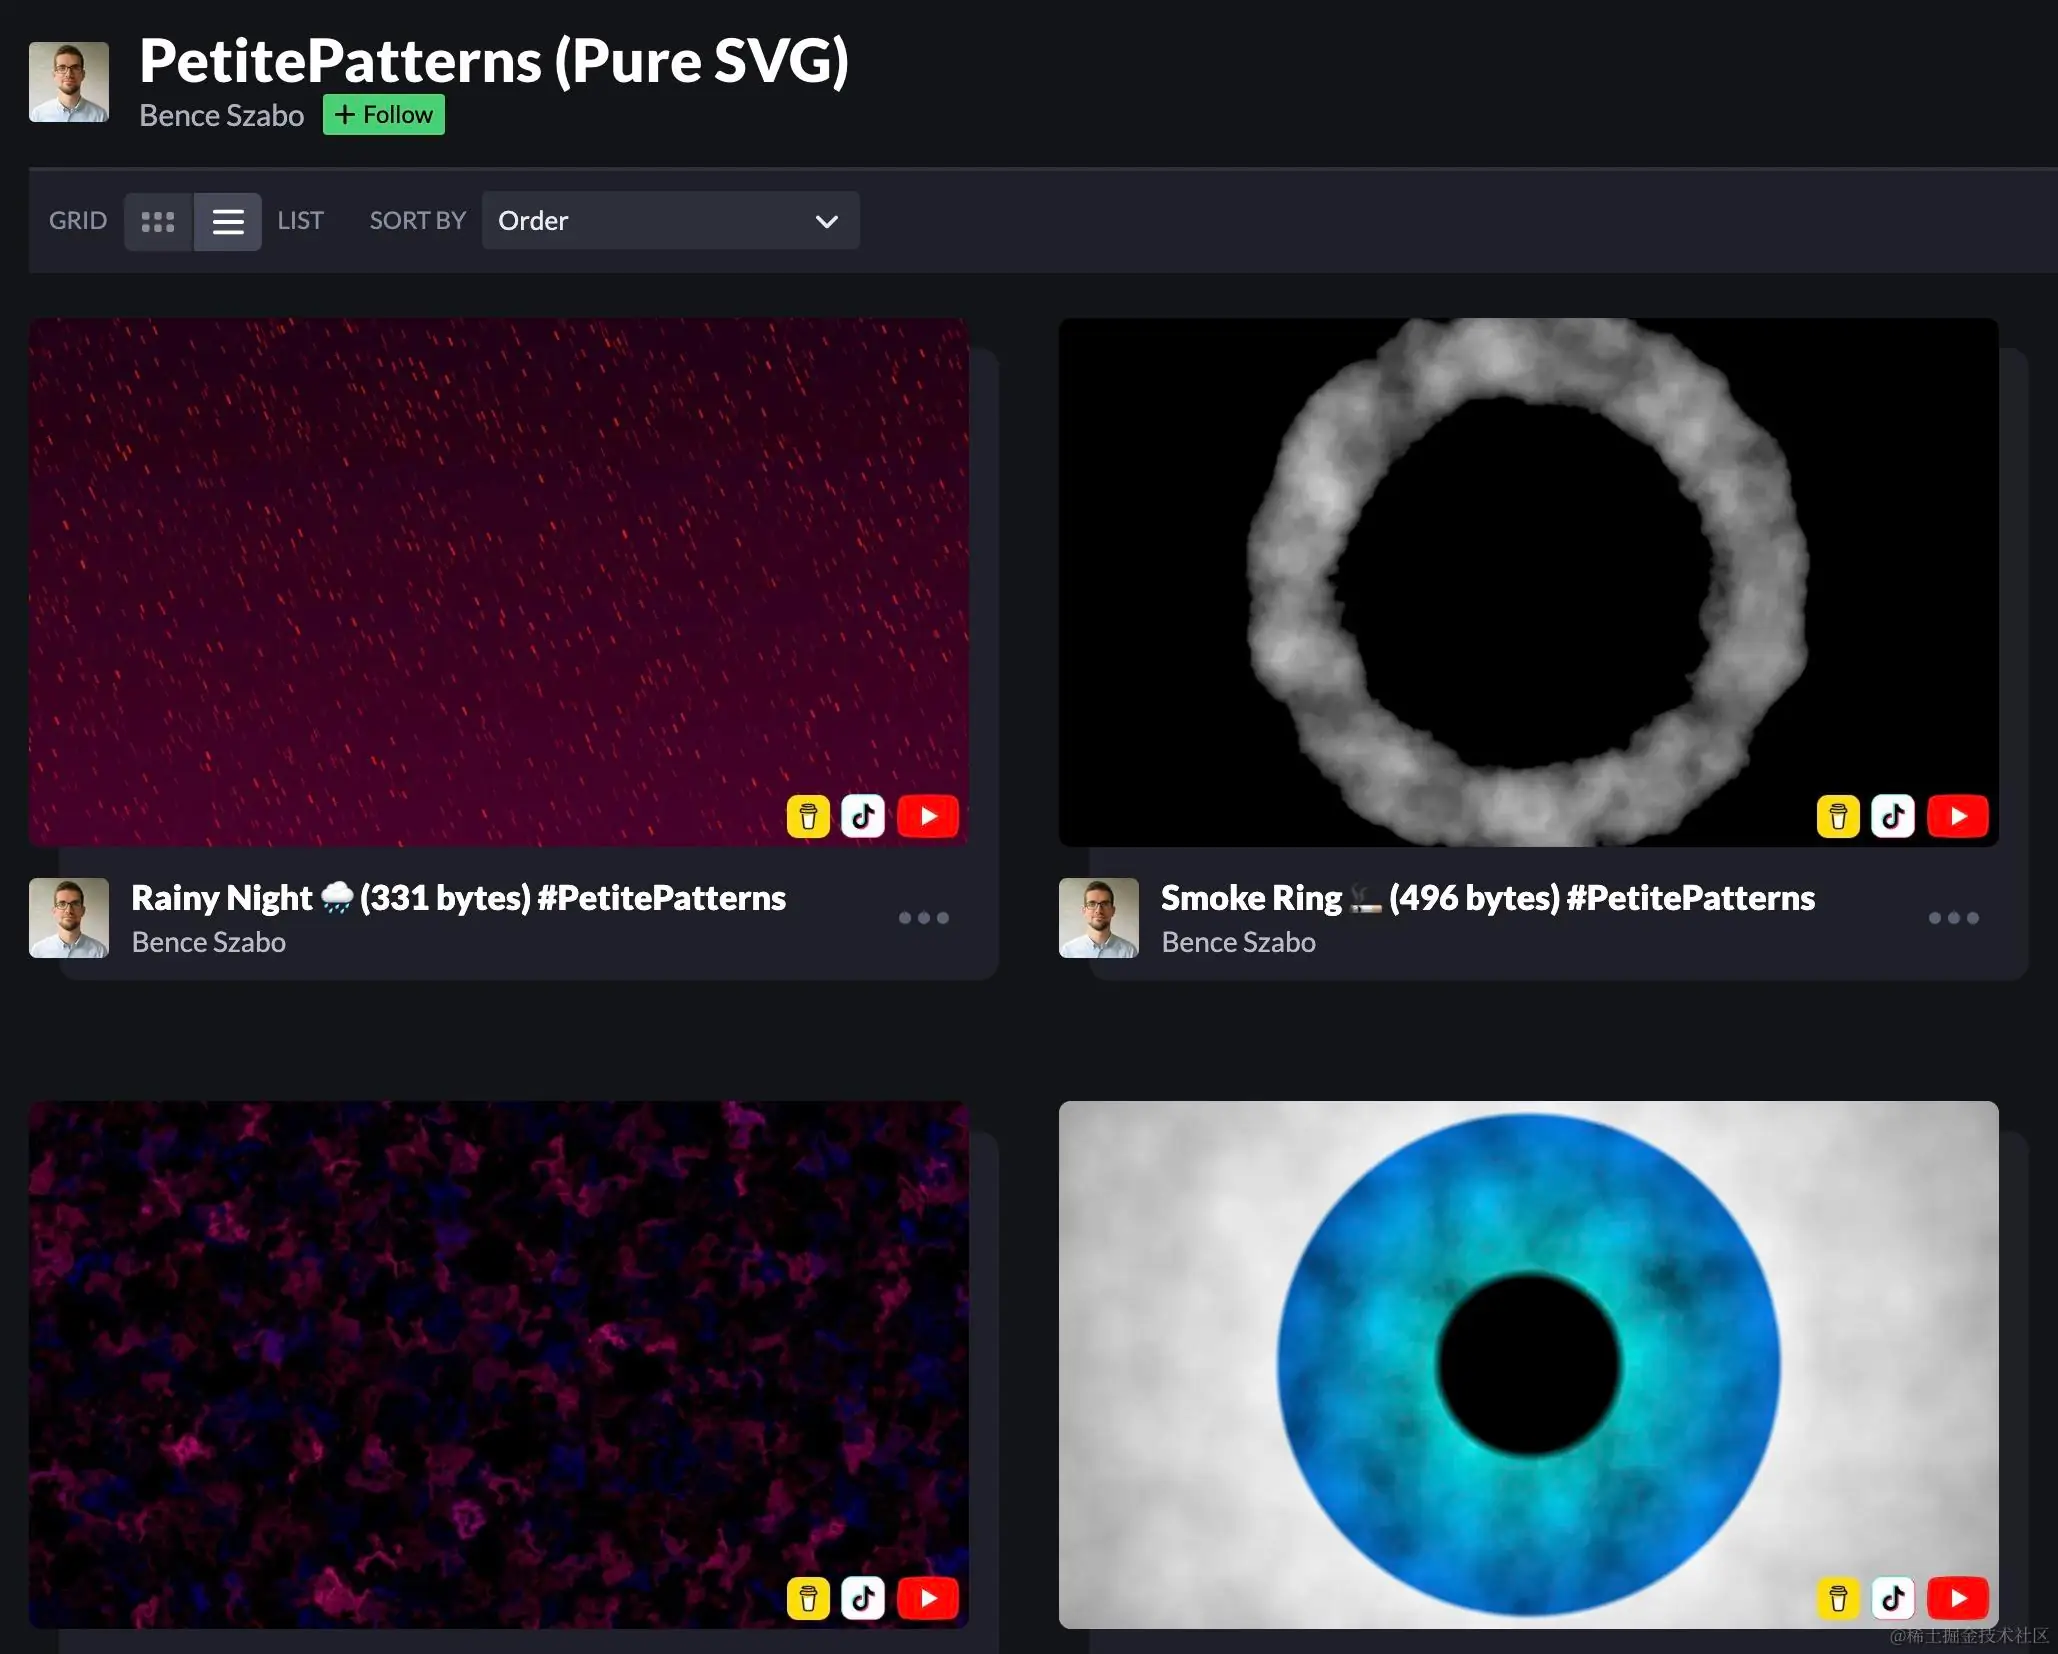 PetitePatterns (Pure SVG)
Bence Szabo + Follow
GRID LIST SORT BY Order
Rainy Night 🌧️ (331 bytes) #PetitePatterns
Bence Szabo
Smoke Ring 🚬 (496 bytes) #PetitePatterns
Bence Szabo
@稀土掘金技术社区